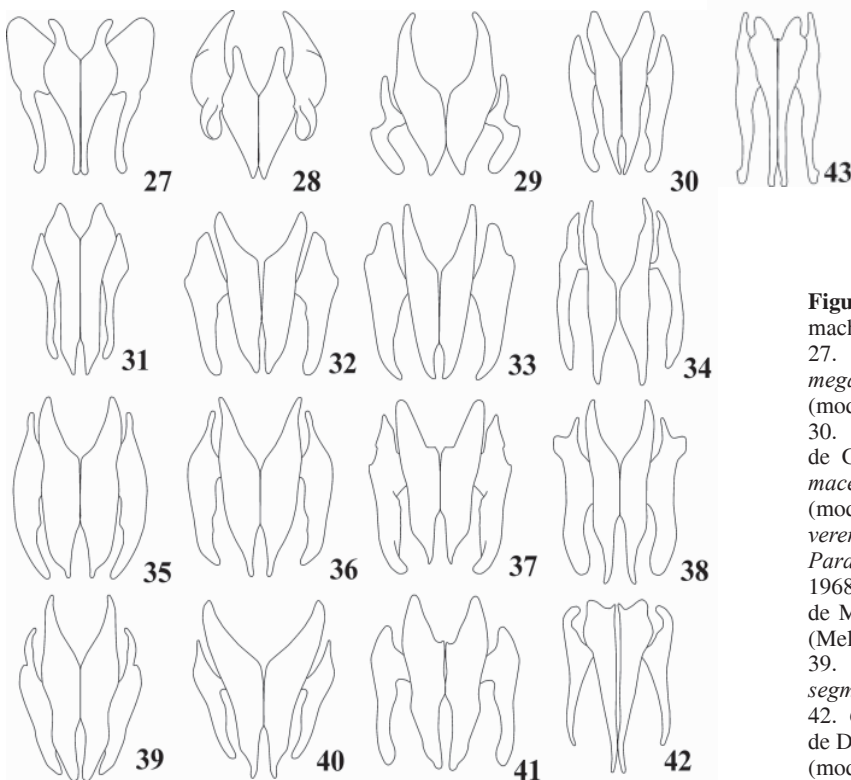 27
28
29
30
43
31
32
33
34
35
36
37
38
39
40
41
42
Figu
mach
27.
mega
(mod
30.
de C
mace
(mod
veren
Para
1968
de M
(Mel
39.
segm
42.
de D
(mod